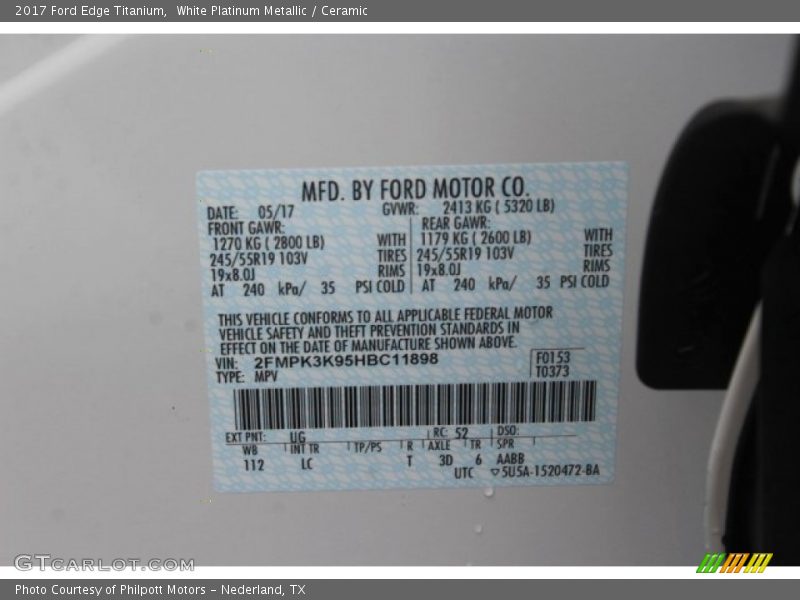 2017 Ford Edge Titanium, White Platinum Metallic / Ceramic
MFD. BY FORD MOTOR CO.
DATE: 05/17 GVWR: 2413 KG ( 5320 LB)
FRONT GAWR: REAR GAWR:
1270 KG ( 2800 LB) WITH 1179 KG ( 2600 LB) WITH
245/55R19 103V TIRES 245/55R19 103V TIRES
19x8.0J RIMS 19x8.0J RIMS
AT 240 kPa/ 35 PSI COLD AT 240 kPa/ 35 PSI COLD
THIS VEHICLE CONFORMS TO ALL APPLICABLE FEDERAL MOTOR
VEHICLE SAFETY AND THEFT PREVENTION STANDARDS IN
EFFECT ON THE DATE OF MANUFACTURE SHOWN ABOVE.
VIN: 2FMPK3K95HBC11898 F0153
TYPE: MPV T0373
EXT PNT: UG RC: 52 DSO:
WB INT TR TP/PS R AXLE TR SPR
112 LC T 3D 6 AABB
UTC ▽5U5A-1520472-BA
GTCARLOT.COM
Photo Courtesy of Philpott Motors - Nederland, TX